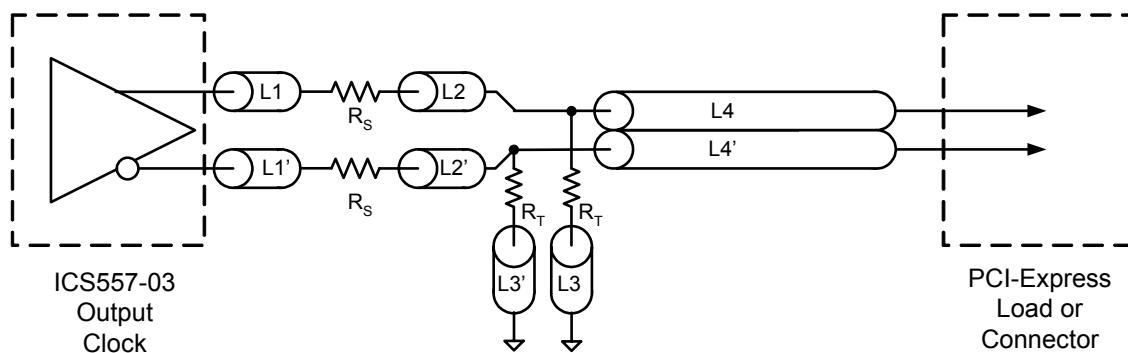 L1
R_S
L2
L4
L1'
R_S
L2'
L4'
R_T
R_T
L3'
L3
ICS557-03
Output
Clock
PCI-Express
Load or
Connector